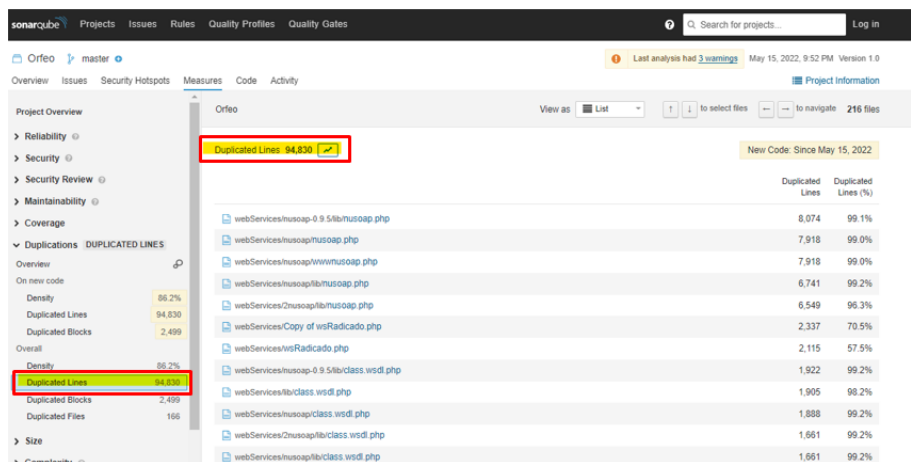 sonarqube Projects Issues Rules Quality Profiles Quality Gates ? Search for projects... Log in
Orfeo master Last analysis had 3 warnings May 15, 2022, 9:52 PM Version 1.0
Overview Issues Security Hotspots Measures Code Activity Project Information
Project Overview
Reliability
Security
Security Review
Maintainability
Coverage
Duplications DUPLICATED LINES
Overview
On new code
Density 86.2%
Duplicated Lines 94,830
Duplicated Blocks 2,499
Overall
Density 86.2%
Duplicated Lines 94,830
Duplicated Blocks 2,499
Duplicated Files 166
Size
Complexity
Orfeo View as List ↑ ↓ to select files ← → to navigate 216 files
Duplicated Lines 94,830 New Code: Since May 15, 2022
Duplicated Lines Duplicated Lines (%)
webServices/nusoap-0.9.5/lib/nusoap.php 8,074 99.1%
webServices/nusoap/nusoap.php 7,918 99.0%
webServices/nusoap/wwwnusoap.php 7,918 99.0%
webServices/nusoap/lib/nusoap.php 6,741 99.2%
webServices/2nusoap/lib/nusoap.php 6,549 96.3%
webServices/Copy of wsRadicado.php 2,337 70.5%
webServices/wsRadicado.php 2,115 57.5%
webServices/nusoap-0.9.5/lib/class.wsdl.php 1,922 99.2%
webServices/lib/class.wsdl.php 1,905 98.2%
webServices/nusoap/class.wsdl.php 1,888 99.2%
webServices/2nusoap/lib/class.wsdl.php 1,661 99.2%
webServices/nusoap/lib/class.wsdl.php 1,661 99.2%